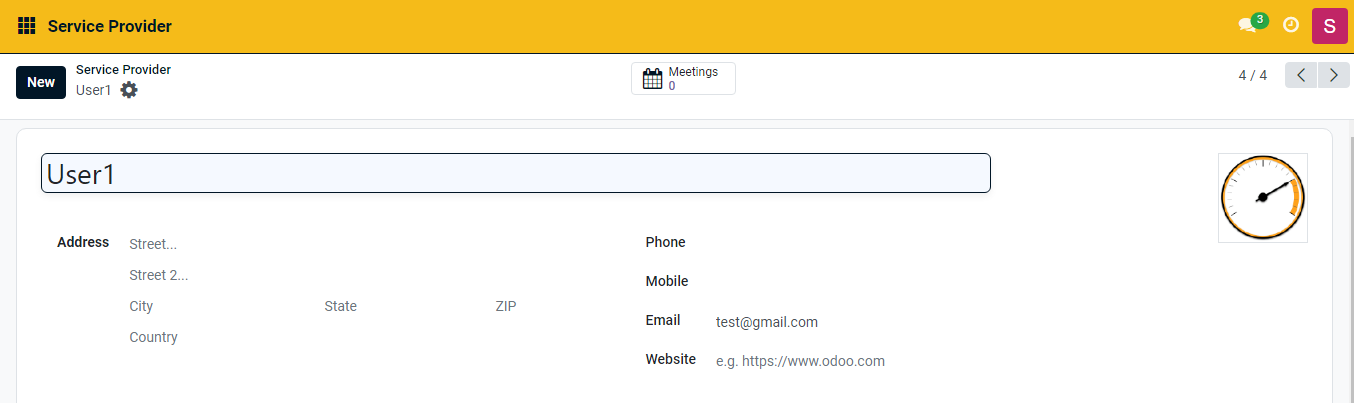 Service Provider
3
S
New
Service Provider
User1
Meetings
0
4 / 4
User1
Address
Street...
Street 2...
City State ZIP
Country
Phone
Mobile
Email test@gmail.com
Website e.g. https://www.odoo.com